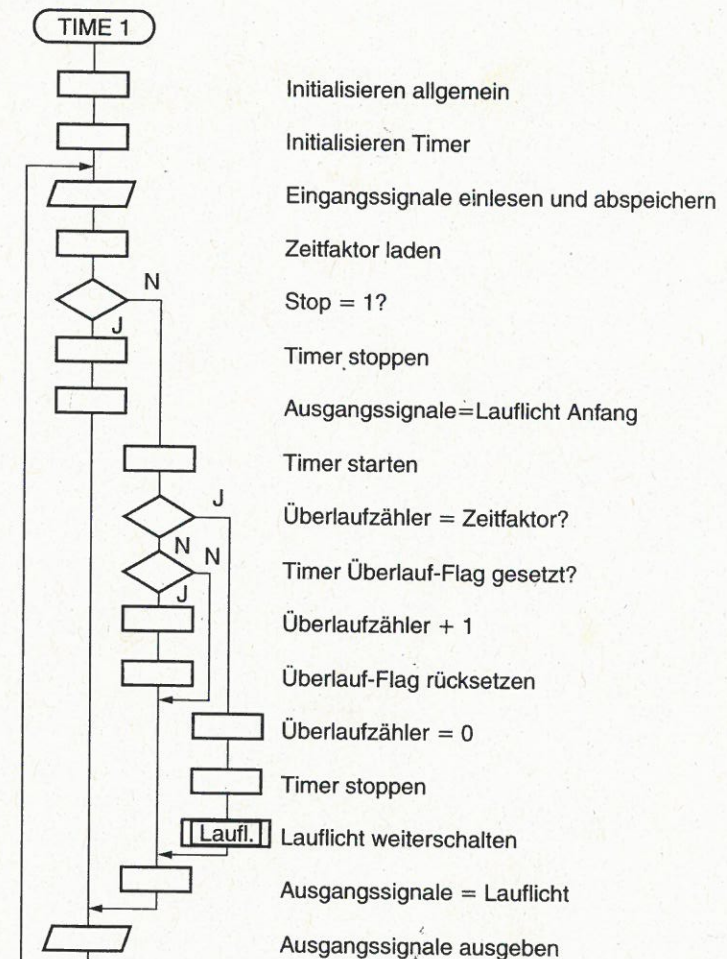 TIME 1
Initialisieren allgemein
Initialisieren Timer
Eingangssignale einlesen und abspeichern
Zeitfaktor laden
N
Stop = 1?
J
Timer stoppen
Ausgangssignale=Lauflicht Anfang
Timer starten
J
Überlaufzähler = Zeitfaktor?
N N
Timer Überlauf-Flag gesetzt?
J
Überlaufzähler + 1
Überlauf-Flag rücksetzen
Überlaufzähler = 0
Timer stoppen
Laufl. Lauflicht weiterschalten
Ausgangssignale = Lauflicht
Ausgangssignale ausgeben